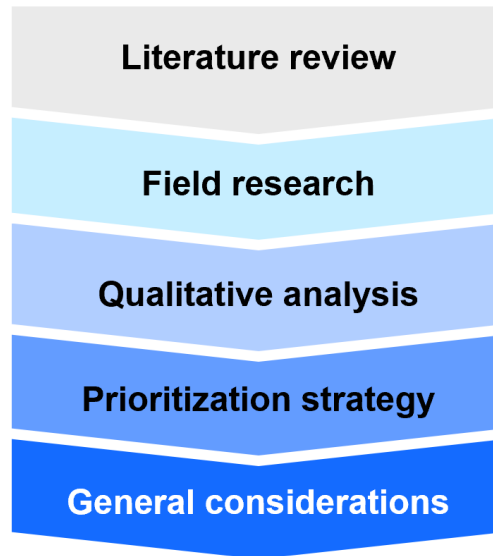 Literature review
Field research
Qualitative analysis
Prioritization strategy
General considerations